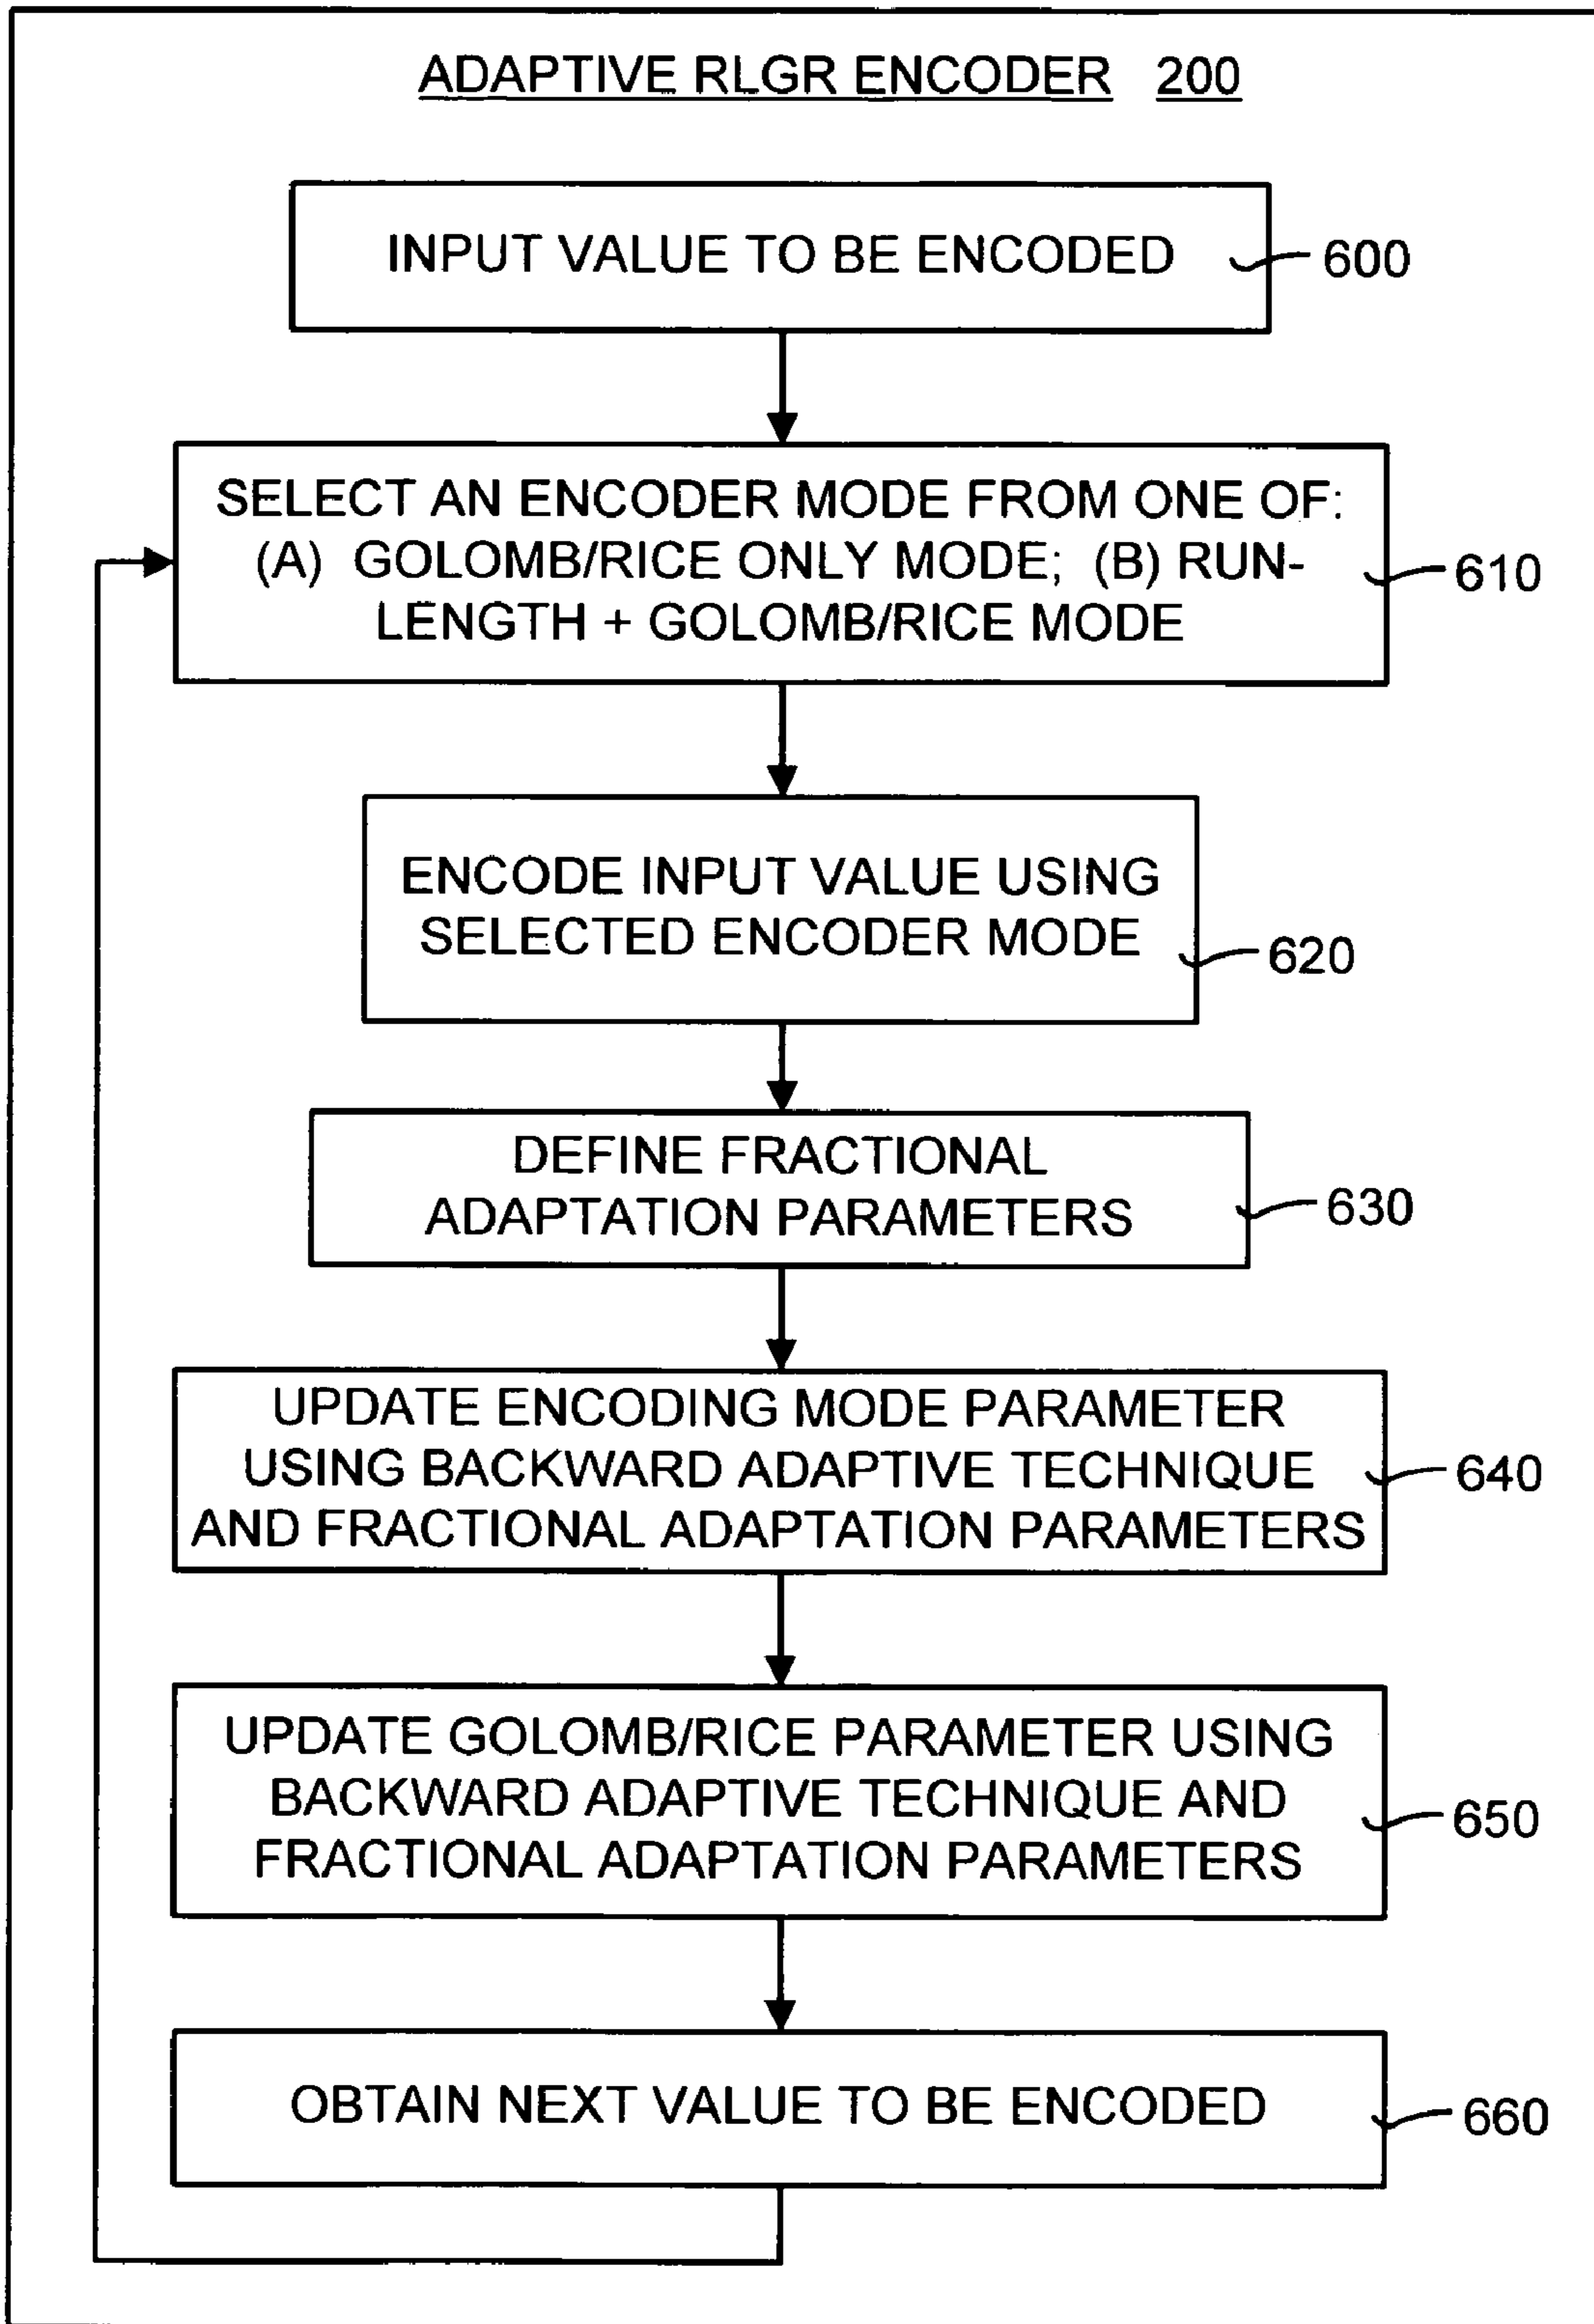 ADAPTIVE RLGR ENCODER 200
INPUT VALUE TO BE ENCODED
600
SELECT AN ENCODER MODE FROM ONE OF:
(A) GOLOMB/RICE ONLY MODE; (B) RUN-
LENGTH + GOLOMB/RICE MODE
610
ENCODE INPUT VALUE USING
SELECTED ENCODER MODE
620
DEFINE FRACTIONAL
ADAPTATION PARAMETERS
630
UPDATE ENCODING MODE PARAMETER
USING BACKWARD ADAPTIVE TECHNIQUE
AND FRACTIONAL ADAPTATION PARAMETERS
640
UPDATE GOLOMB/RICE PARAMETER USING
BACKWARD ADAPTIVE TECHNIQUE AND
FRACTIONAL ADAPTATION PARAMETERS
650
OBTAIN NEXT VALUE TO BE ENCODED
660